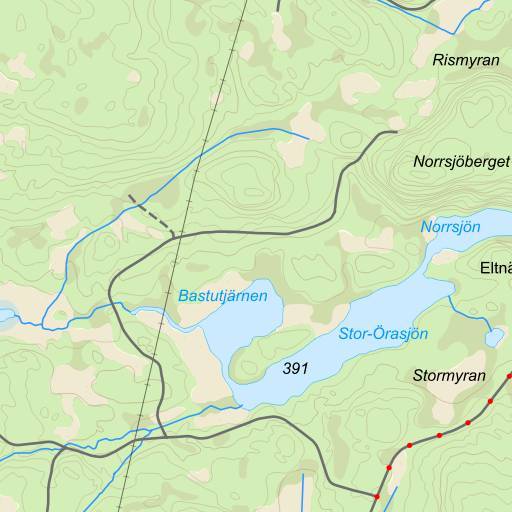 Rismyran
Norrsjöberget
Norrsjön
Eltnä
Bastutjärnen
Stor-Örasjön
391
Stormyran